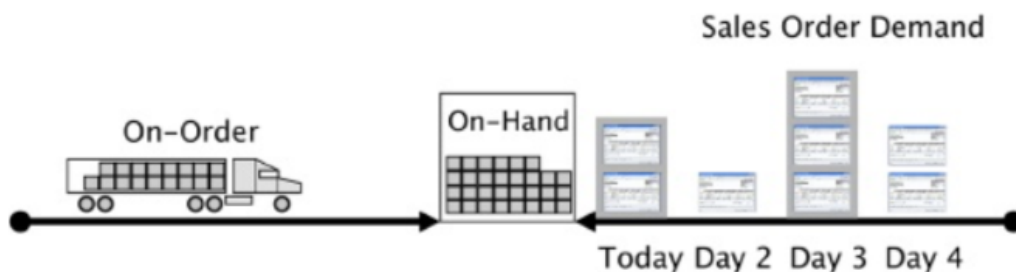 Sales Order Demand
On-Order
On-Hand
Today Day 2 Day 3 Day 4